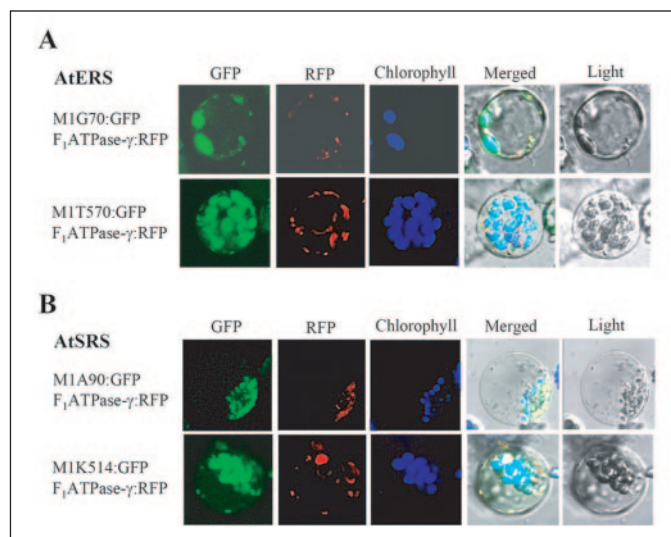 A
AtERS
GFP RFP Chlorophyll Merged Light
M1G70:GFP
F₁ATPase-γ:RFP
M1T570:GFP
F₁ATPase-γ:RFP
B
AtSRS
GFP RFP Chlorophyll Merged Light
M1A90:GFP
F₁ATPase-γ:RFP
M1K514:GFP
F₁ATPase-γ:RFP